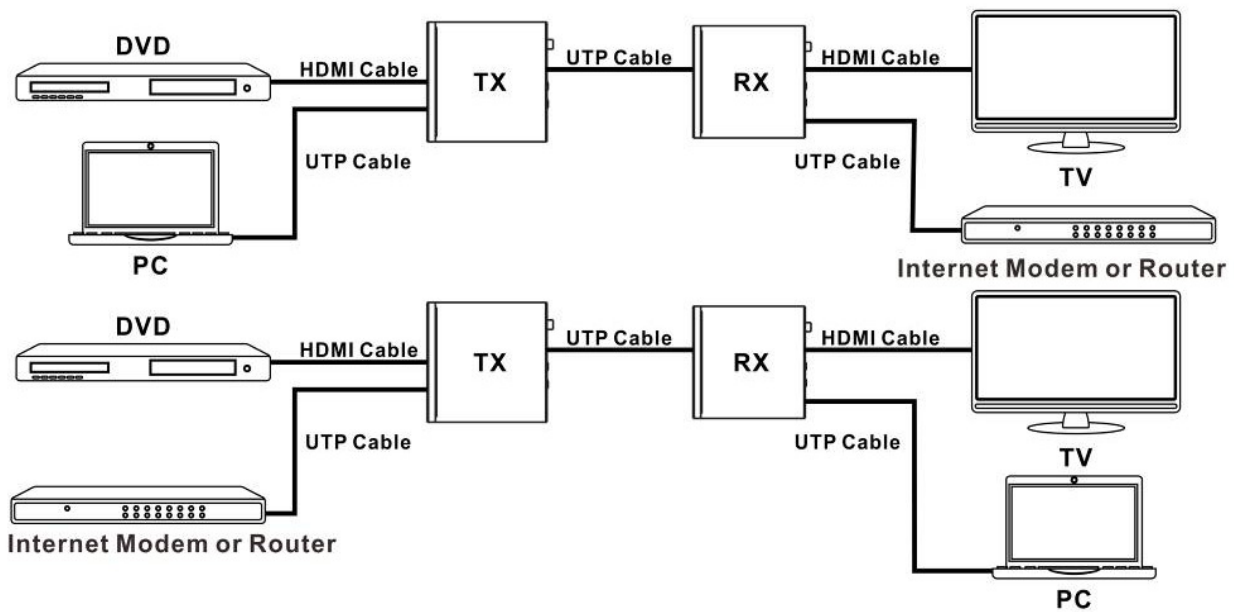 DVD
HDMI Cable
TX
UTP Cable
RX
HDMI Cable
UTP Cable
UTP Cable
TV
PC
Internet Modem or Router
DVD
HDMI Cable
TX
UTP Cable
RX
HDMI Cable
UTP Cable
UTP Cable
TV
Internet Modem or Router
PC